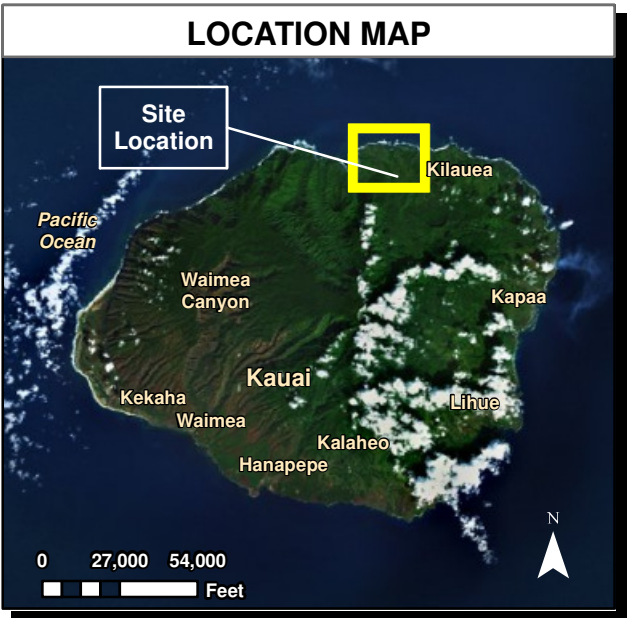 LOCATION MAP
Site
Location
Kilauea
Pacific
Ocean
Waimea
Canyon
Kapaa
Kauai
Kekaha
Lihue
Waimea
Kalaheo
Hanapepe
N
0 27,000 54,000
Feet